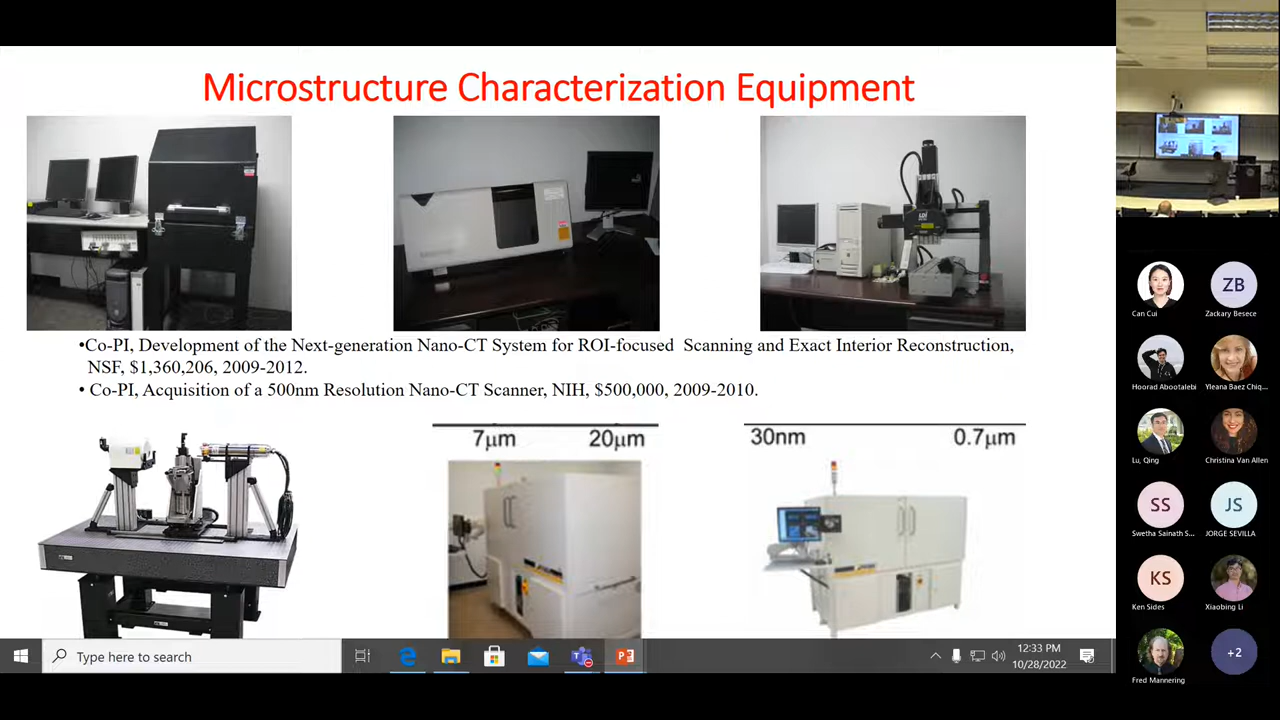 Microstructure Characterization Equipment
•Co-PI, Development of the Next-generation Nano-CT System for ROI-focused Scanning and Exact Interior Reconstruction,
NSF, $1,360,206, 2009-2012.
• Co-PI, Acquisition of a 500nm Resolution Nano-CT Scanner, NIH, $500,000, 2009-2010.
7μm 20μm
30nm 0.7μm
Type here to search
12:33 PM
10/28/2022
Can Cui
ZB
Zackary Besece
Hoorad Abootalebi
Yleana Baez Chiq...
Lu, Qing
Christina Van Allen
SS
Swetha Sainath S...
JS
JORGE SEVILLA
KS
Ken Sides
Xiaobing Li
Fred Mannering
+2